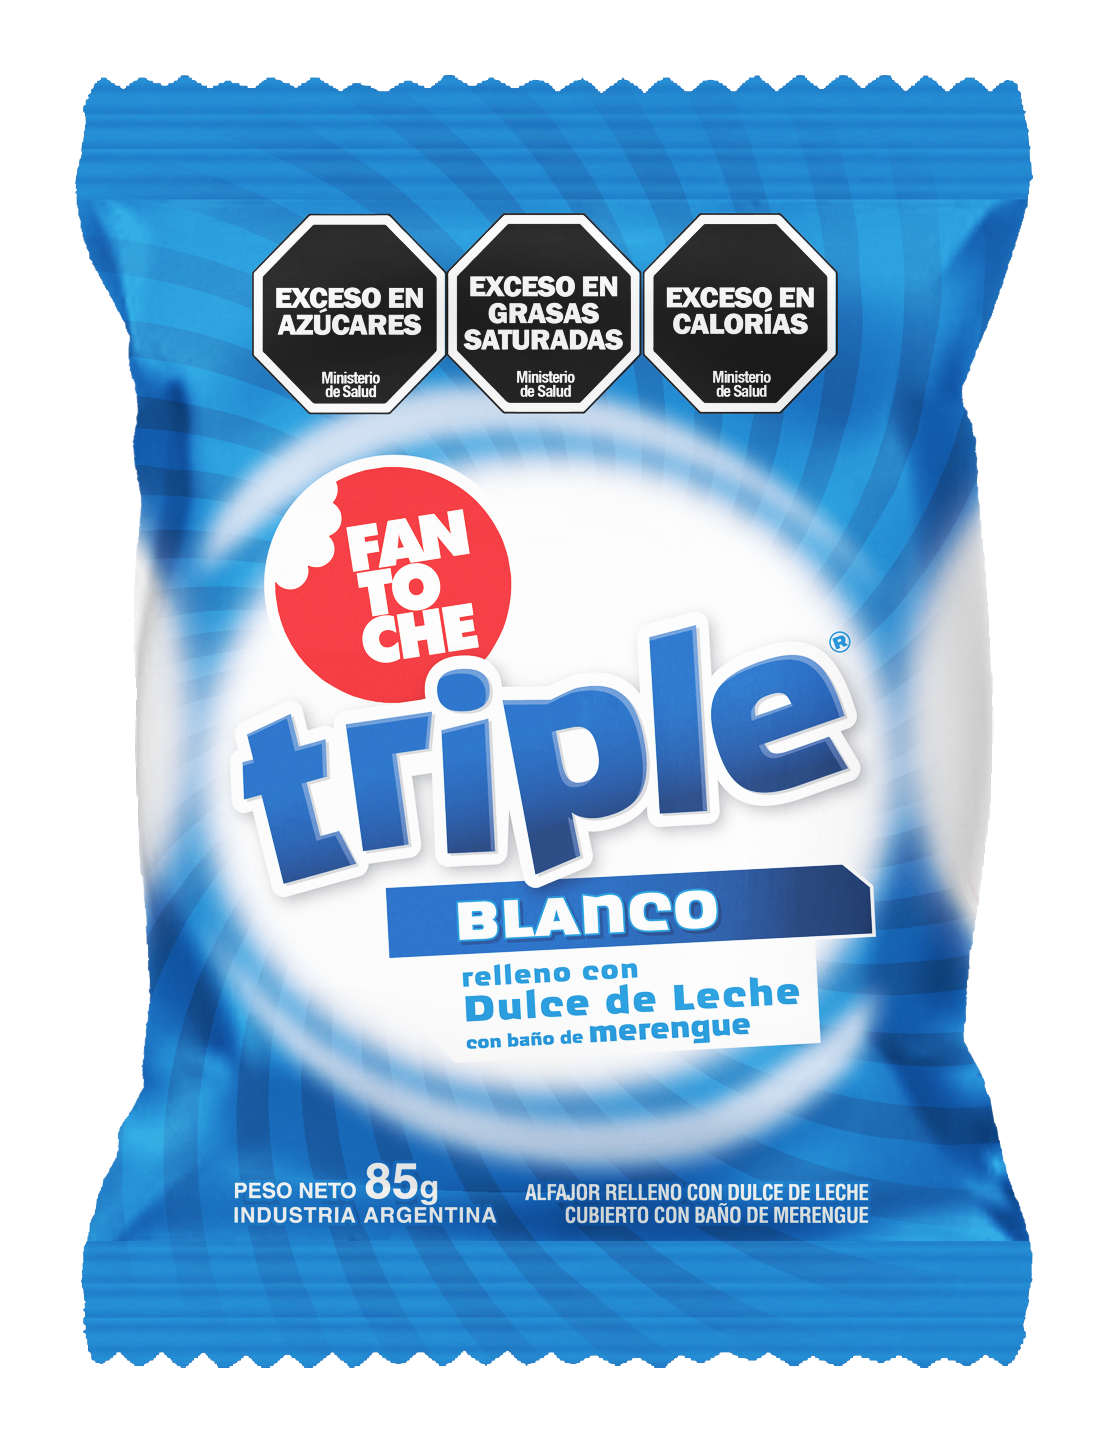 EXCESO EN
AZÚCARES
Ministerio
de Salud
EXCESO EN
GRASAS
SATURADAS
Ministerio
de Salud
EXCESO EN
CALORÍAS
Ministerio
de Salud
FAN
TO
CHE
triple®
BLANCO
relleno con
Dulce de Leche
con baño de merengue
PESO NETO 85g
INDUSTRIA ARGENTINA
ALFAJOR RELLENO CON DULCE DE LECHE
CUBIERTO CON BAÑO DE MERENGUE